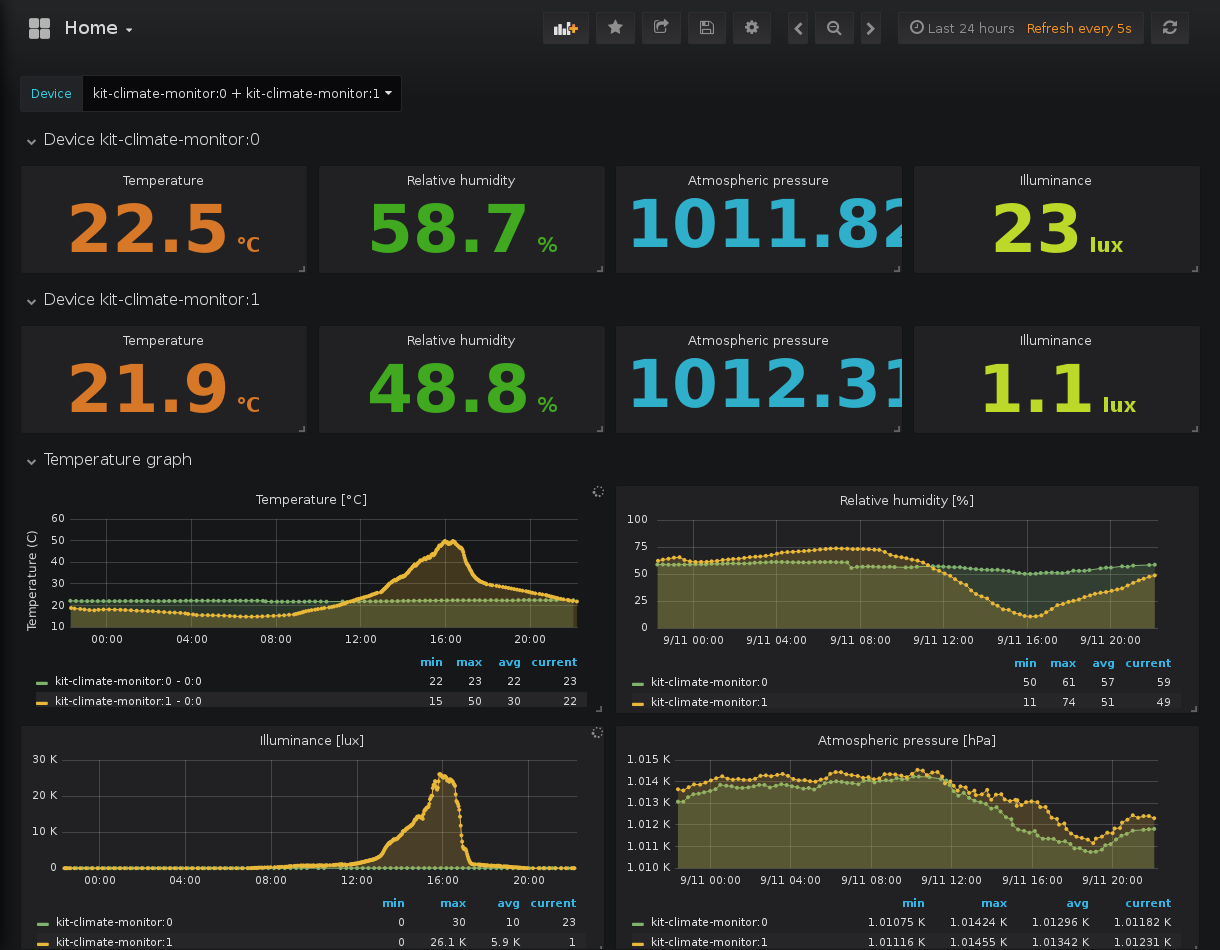 Home
Last 24 hours Refresh every 5s
Device kit-climate-monitor:0 + kit-climate-monitor:1
Device kit-climate-monitor:0
Temperature Relative humidity Atmospheric pressure Illuminance
22.5 °C 58.7 % 1011.82 23 lux
Device kit-climate-monitor:1
Temperature Relative humidity Atmospheric pressure Illuminance
21.9 °C 48.8 % 1012.31 1.1 lux
Temperature graph
Temperature [°C]
Temperature (C)
60
50
40
30
20
10
00:00 04:00 08:00 12:00 16:00 20:00
min max avg current
kit-climate-monitor:0 - 0:0 22 23 22 23
kit-climate-monitor:1 - 0:0 15 50 30 22
Relative humidity [%]
100
75
50
25
0
9/11 00:00 9/11 04:00 9/11 08:00 9/11 12:00 9/11 16:00 9/11 20:00
min max avg current
kit-climate-monitor:0 50 61 57 59
kit-climate-monitor:1 11 74 51 49
Illuminance [lux]
30 K
20 K
10 K
0
00:00 04:00 08:00 12:00 16:00 20:00
min max avg current
kit-climate-monitor:0 0 30 10 23
kit-climate-monitor:1 0 26.1 K 5.9 K 1
Atmospheric pressure [hPa]
1.015 K
1.014 K
1.013 K
1.012 K
1.011 K
1.010 K
9/11 00:00 9/11 04:00 9/11 08:00 9/11 12:00 9/11 16:00 9/11 20:00
min max avg current
kit-climate-monitor:0 1.01075 K 1.01424 K 1.01296 K 1.01182 K
kit-climate-monitor:1 1.01116 K 1.01455 K 1.01342 K 1.01231 K